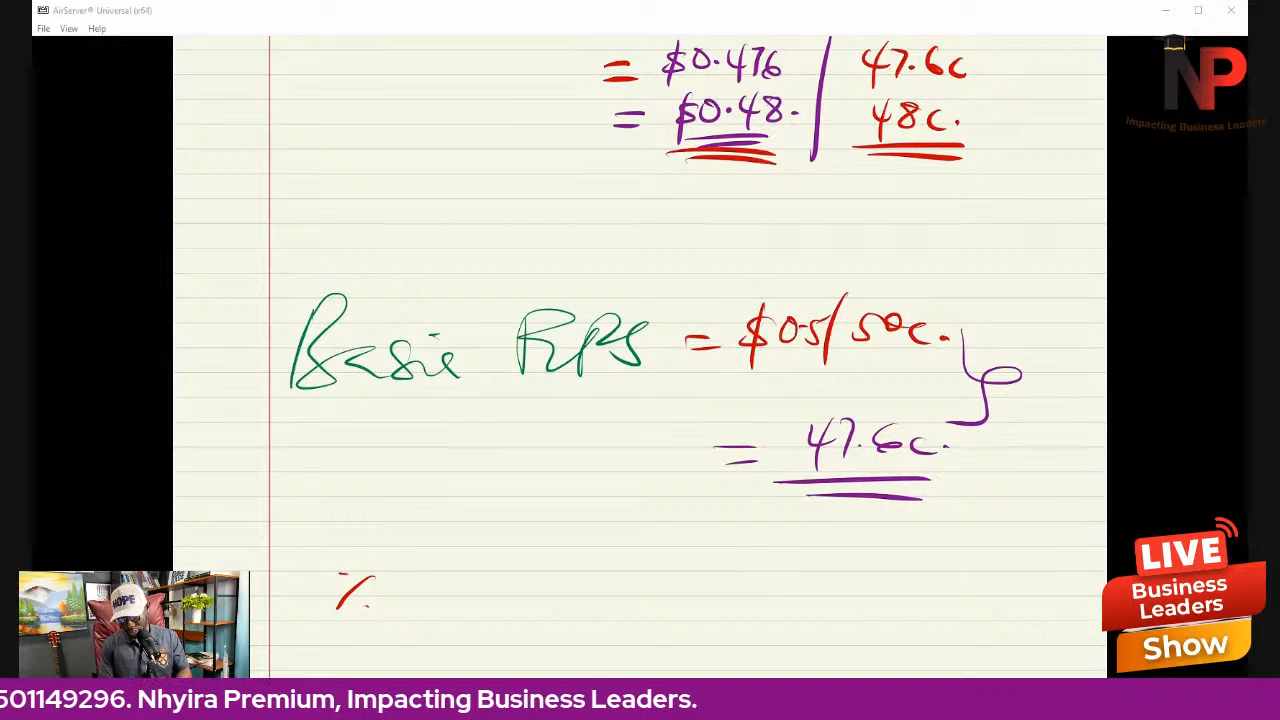 AirServer® Universal (x64)
File View Help
= $0.476 47.6c
= $0.48. 48c.
NP
Impacting Business Leaders
Basic = $0.5/50c.
= 47.6c.
%
HOPE
LIVE
Business
Leaders
Show
501149296. Nhyira Premium, Impacting Business Leaders.